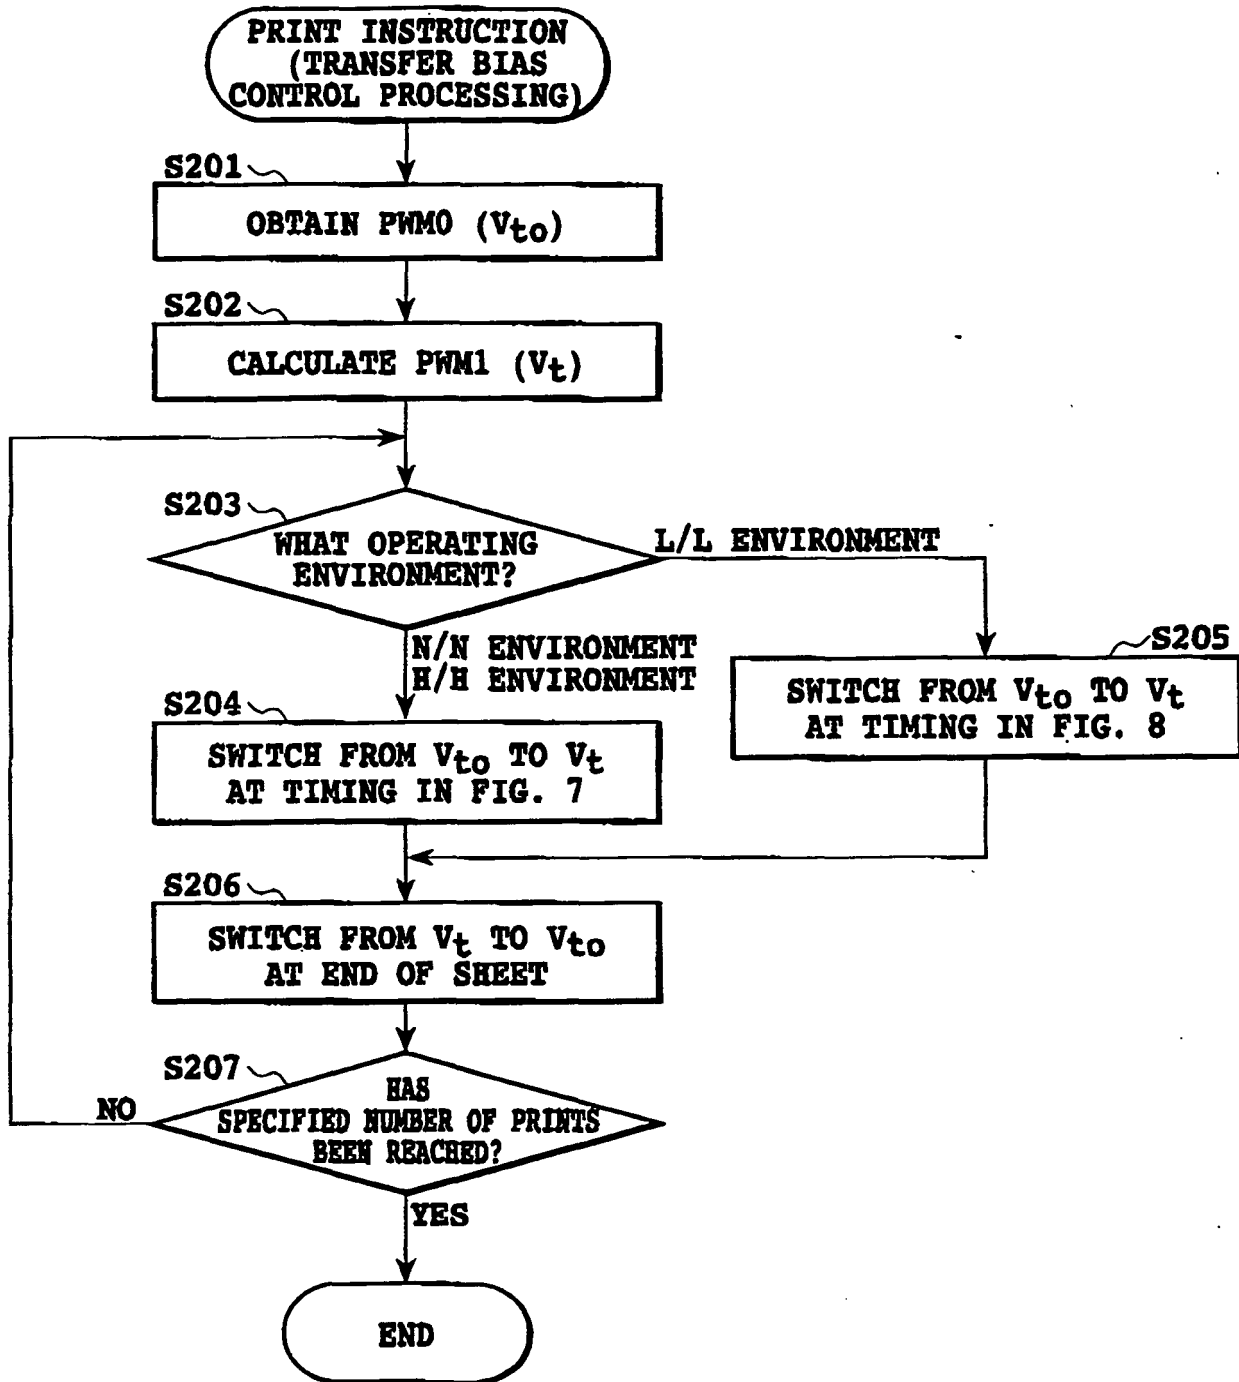 PRINT INSTRUCTION
(TRANSFER BIAS
CONTROL PROCESSING)
S201
OBTAIN PWM0 (Vto)
S202
CALCULATE PWM1 (Vt)
S203
WHAT OPERATING
ENVIRONMENT?
L/L ENVIRONMENT
N/N ENVIRONMENT
H/H ENVIRONMENT
S204
SWITCH FROM Vto TO Vt
AT TIMING IN FIG. 7
S205
SWITCH FROM Vto TO Vt
AT TIMING IN FIG. 8
S206
SWITCH FROM Vt TO Vto
AT END OF SHEET
S207
HAS
SPECIFIED NUMBER OF PRINTS
BEEN REACHED?
NO
YES
END